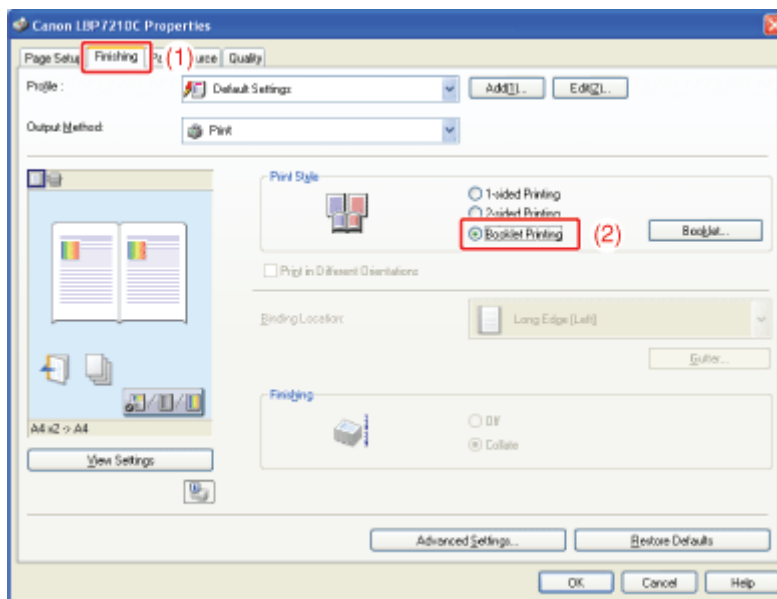 Canon LBP7210C Properties
Page Setup Finishing Pa (1) urce Quality
Profile : Default Settings Add(1)... Edit(2)...
Output Method: Print
Print Style
1-sided Printing
2-sided Printing
Booklet Printing (2) Booklet...
Print in Different Orientations
Binding Location: Long Edge [Left]
Gutter...
Finishing
Off
Collate
A4 x2 -> A4
View Settings
Advanced Settings... Restore Defaults
OK Cancel Help